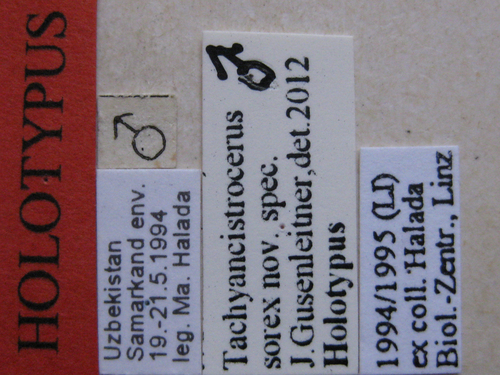 HOLOTYPUS
♂
Uzbekistan
Samarkand env.
19.-21.5.1994
leg. Ma. Halada
♂
Tachyancistrocerus
sorex nov. spec.
J.Gusenleitner,det.2012
Holotypus
1994/1995 (LI)
ex coll. Halada
Biol.-Zentr., Linz